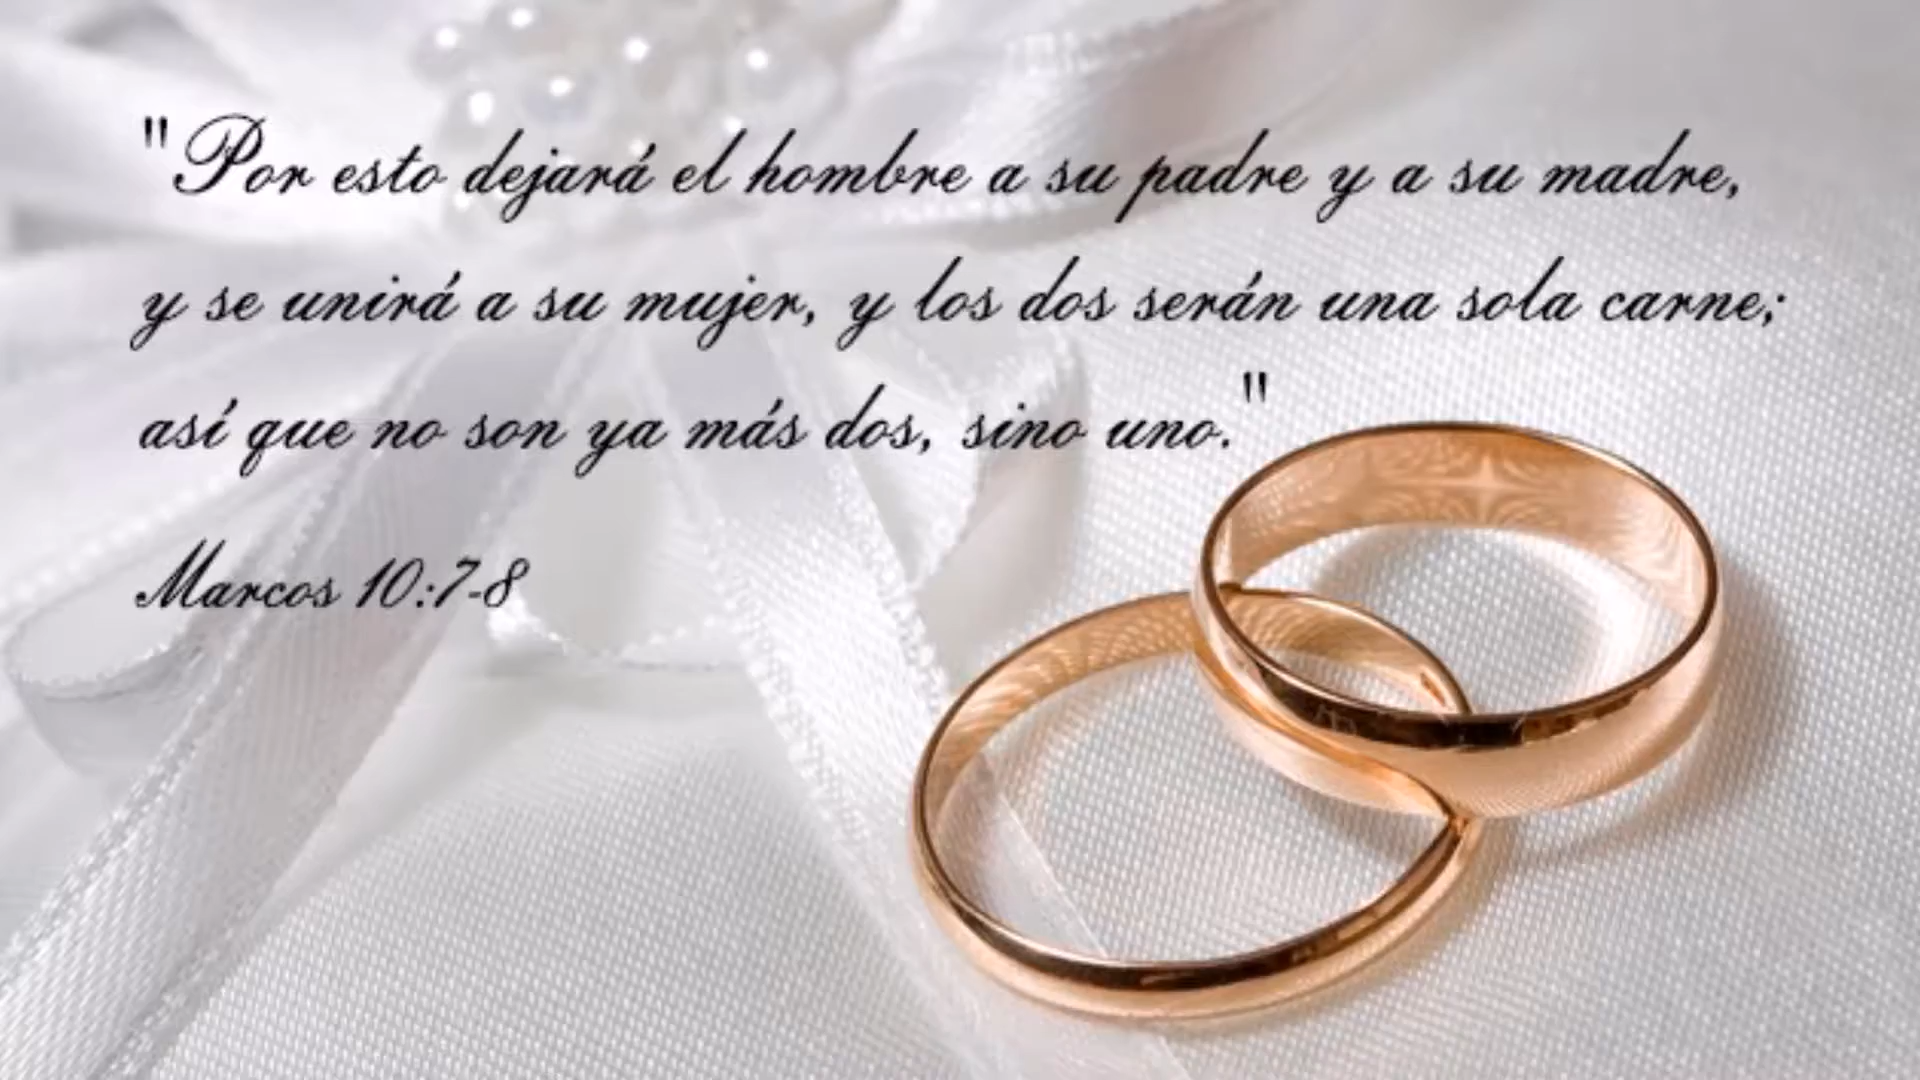 "Por esto dejará el hombre a su padre y a su madre,
y se unirá a su mujer, y los dos serán una sola carne;
así que no son ya más dos, sino uno."
Marcos 10:7-8